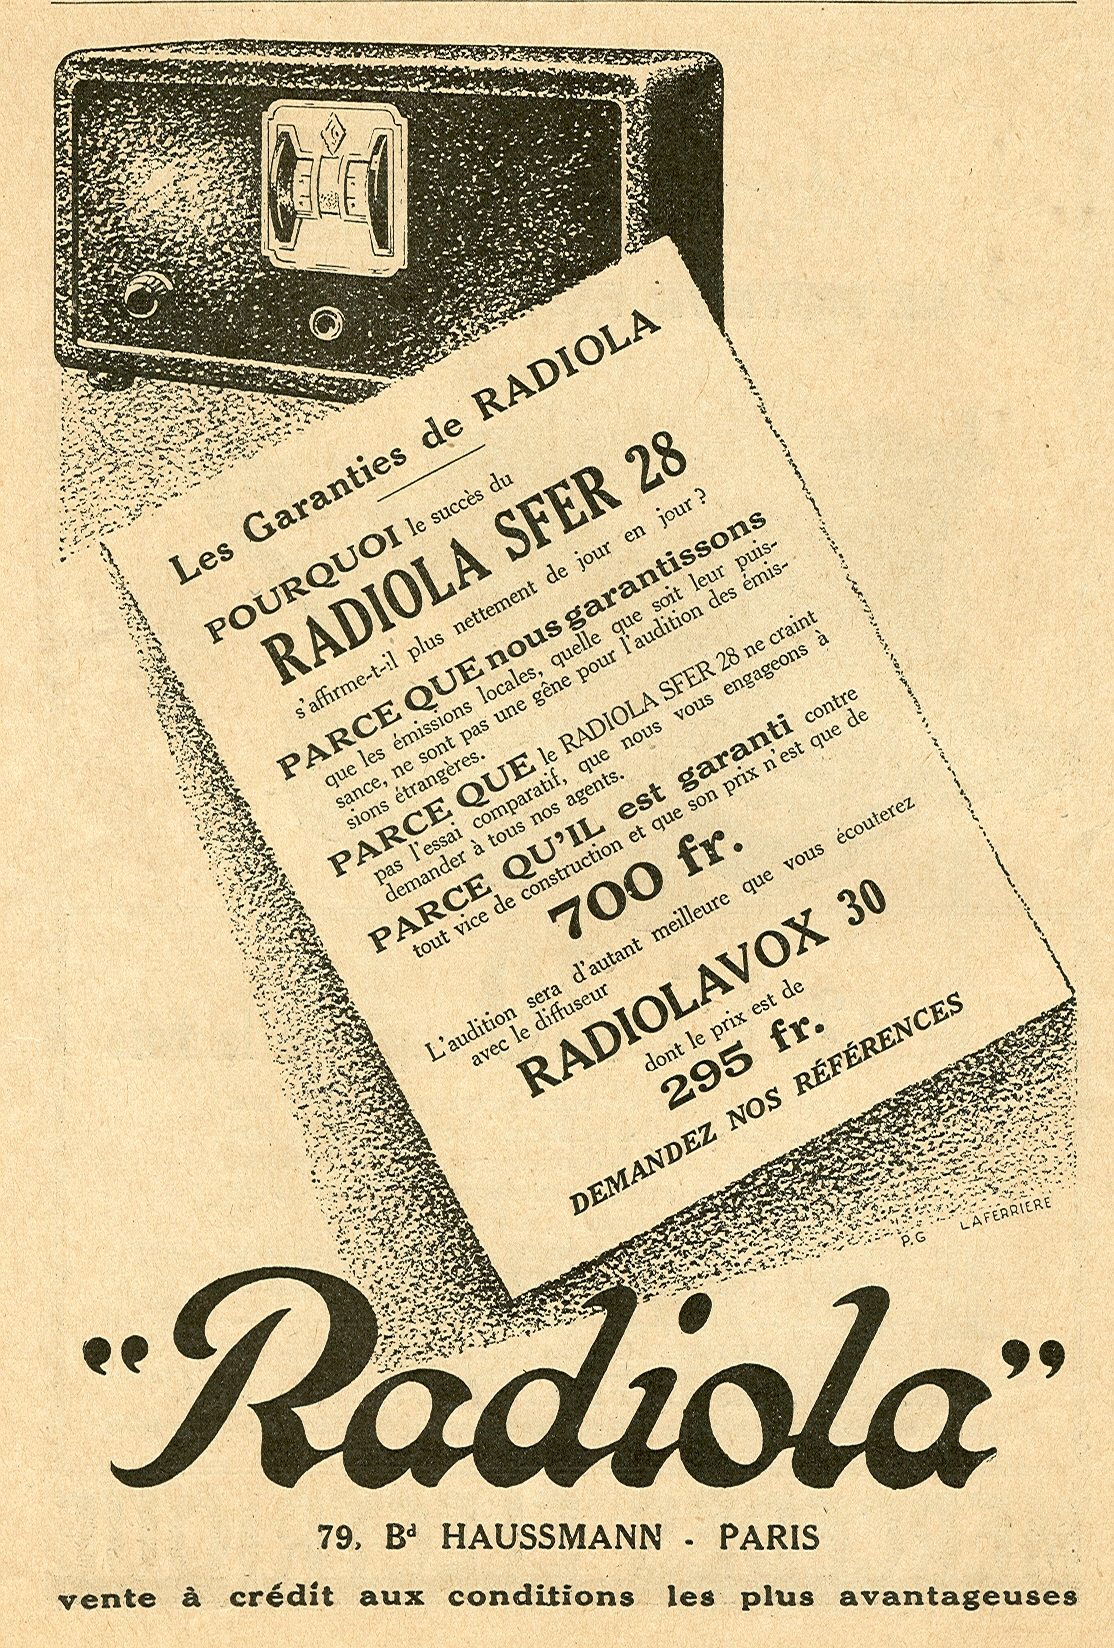 Les Garanties de RADIOLA
POURQUOI le succès du
RADIOLA SFER 28
s'affirme-t-il plus nettement de jour en jour ?
PARCE QUE nous garantissons
que les émissions locales, quelle que soit leur puis-
sance, ne sont pas une gêne pour l'audition des émis-
sions étrangères.
PARCE QUE le RADIOLA SFER 28 ne craint
pas l'essai comparatif, que nous vous engageons à
demander à tous nos agents.
PARCE QU'IL est garanti contre
tout vice de construction et que son prix n'est que de
700 fr.
L'audition sera d'autant meilleure que vous écouterez
avec le diffuseur
RADIOLAVOX 30
dont le prix est de
295 fr.
DEMANDEZ NOS RÉFÉRENCES
P.G LAFERRIERE
"Radiola"
79, Bd HAUSSMANN - PARIS
vente à crédit aux conditions les plus avantageuses